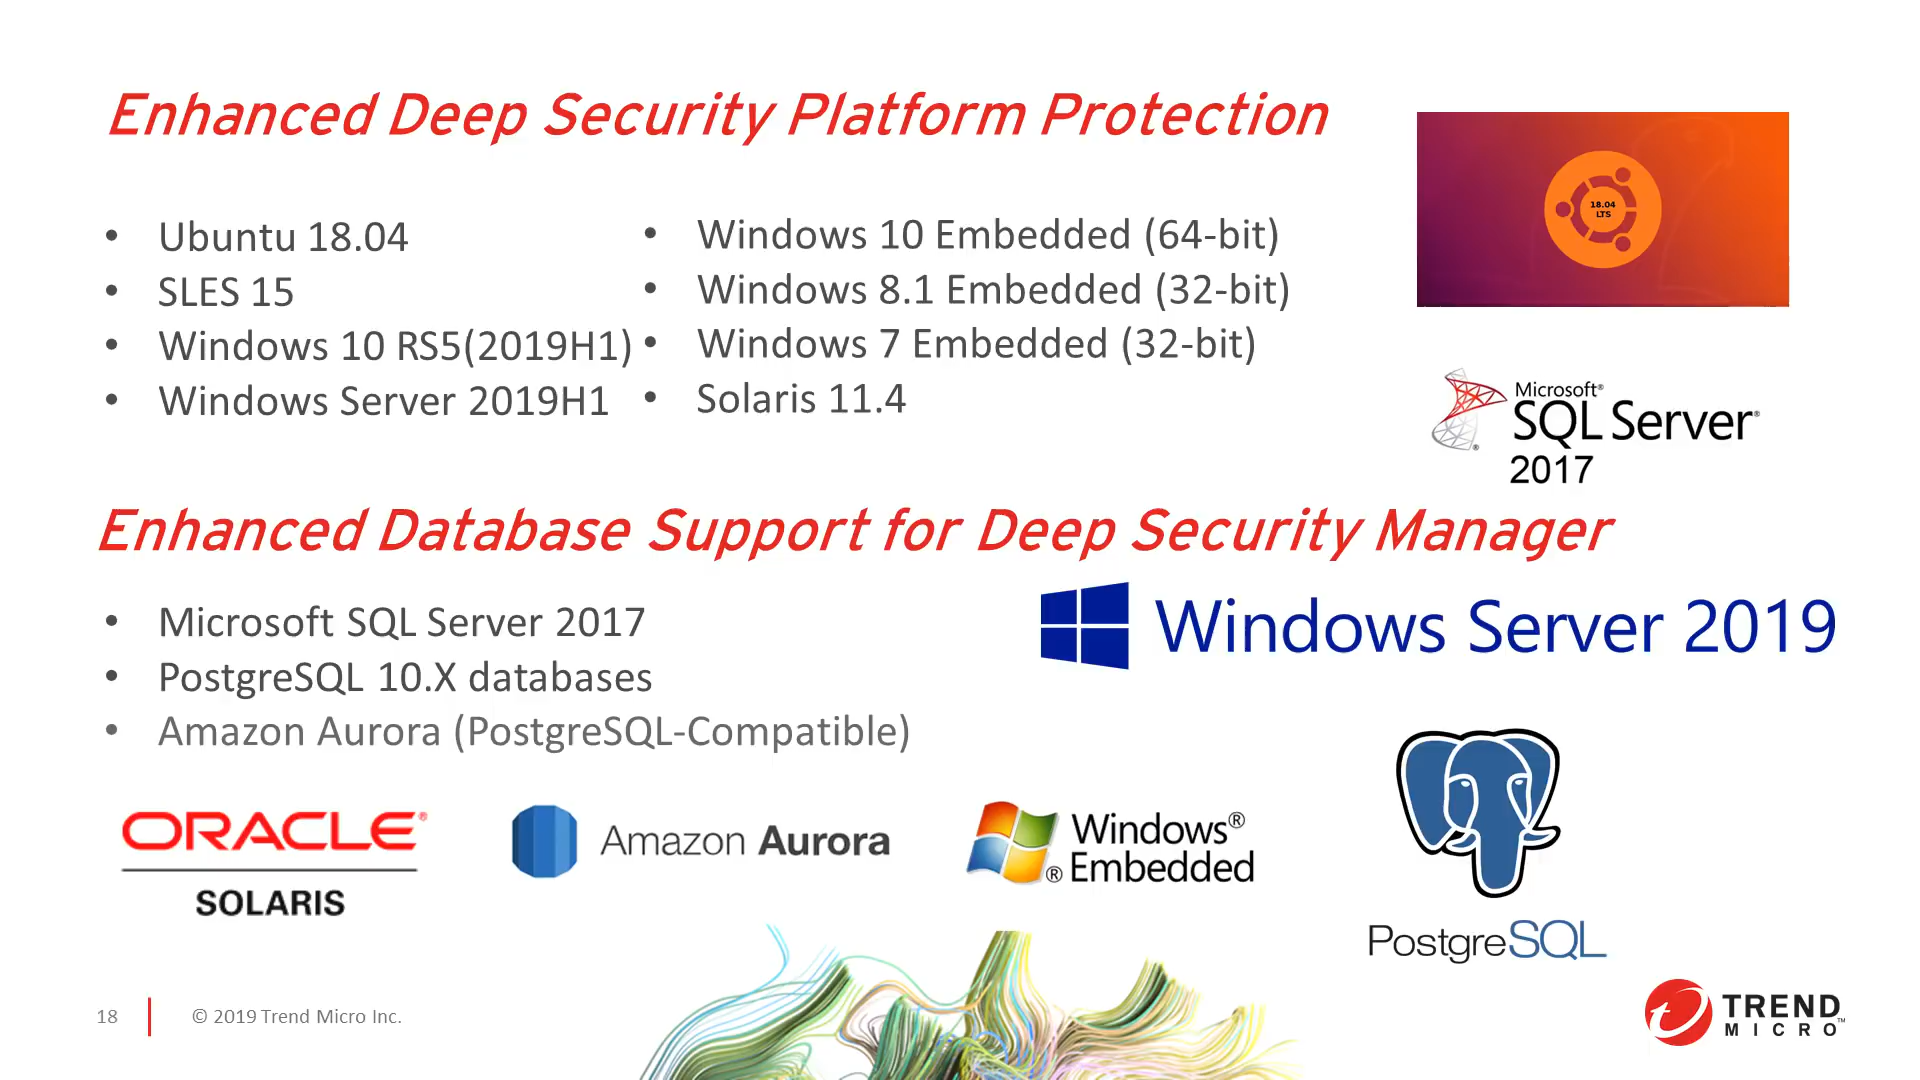 Enhanced Deep Security Platform Protection
• Ubuntu 18.04
• SLES 15
• Windows 10 RS5(2019H1)
• Windows Server 2019H1
• Windows 10 Embedded (64-bit)
• Windows 8.1 Embedded (32-bit)
• Windows 7 Embedded (32-bit)
• Solaris 11.4
18.04
LTS
Microsoft®
SQL Server®
2017
Enhanced Database Support for Deep Security Manager
• Microsoft SQL Server 2017
• PostgreSQL 10.X databases
• Amazon Aurora (PostgreSQL-Compatible)
Windows Server 2019
ORACLE®
SOLARIS
Amazon Aurora
Windows®
® Embedded
PostgreSQL
18
© 2019 Trend Micro Inc.
TREND
MICRO™